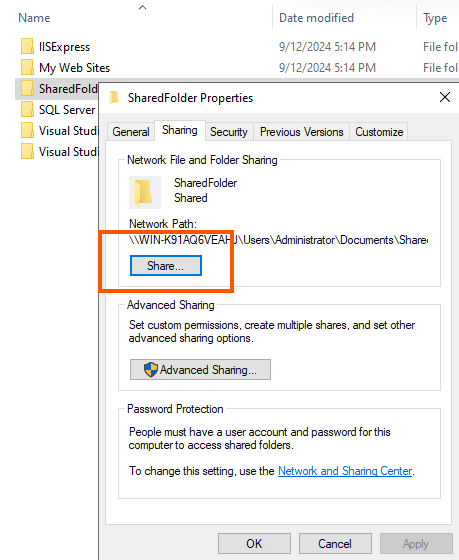 Name Date modified Type
IISExpress 9/12/2024 5:14 PM File fol
My Web Sites 9/12/2024 5:14 PM File fol
SharedFold
SQL Server
Visual Studi
Visual Studi
SharedFolder Properties
General Sharing Security Previous Versions Customize
Network File and Folder Sharing
SharedFolder
Shared
Network Path:
\\WIN-K91AQ6VEAHJ\Users\Administrator\Documents\Share
Share...
Advanced Sharing
Set custom permissions, create multiple shares, and set other
advanced sharing options.
Advanced Sharing...
Password Protection
People must have a user account and password for this
computer to access shared folders.
To change this setting, use the Network and Sharing Center.
OK Cancel Apply